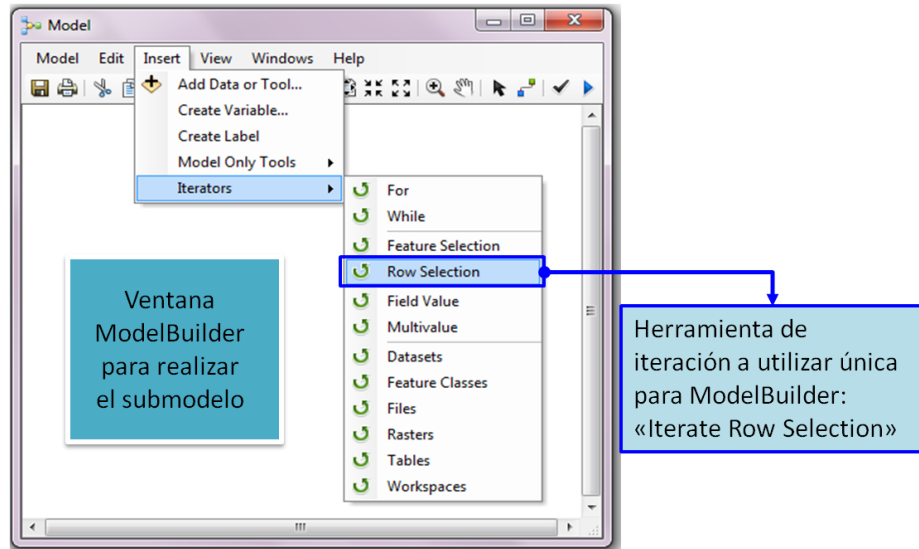 Model
Model Edit Insert View Windows Help
Add Data or Tool...
Create Variable...
Create Label
Model Only Tools
Iterators
For
While
Feature Selection
Row Selection
Field Value
Multivalue
Datasets
Feature Classes
Files
Rasters
Tables
Workspaces
Ventana
ModelBuilder
para realizar
el submodelo
Herramienta de
iteración a utilizar única
para ModelBuilder:
«Iterate Row Selection»